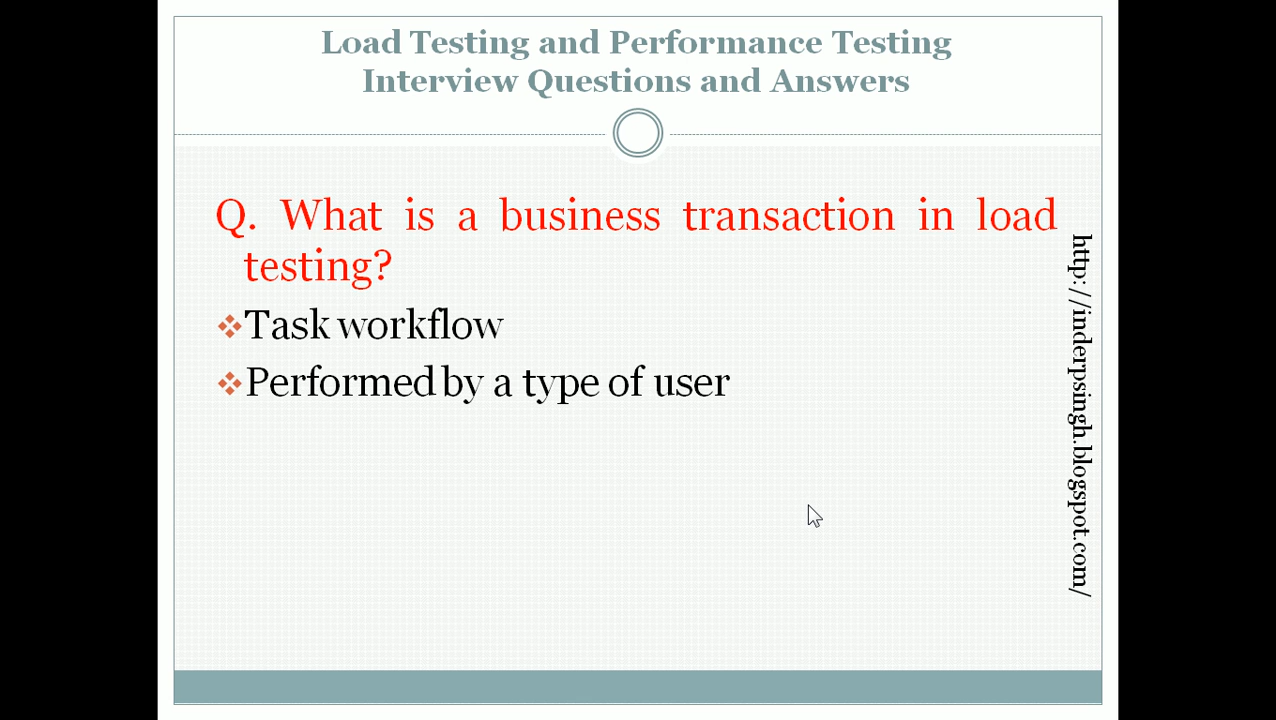 Load Testing and Performance Testing
Interview Questions and Answers
Q. What is a business transaction in load
testing?
Task workflow
Performed by a type of user
http://inderpsingh.blogspot.com/